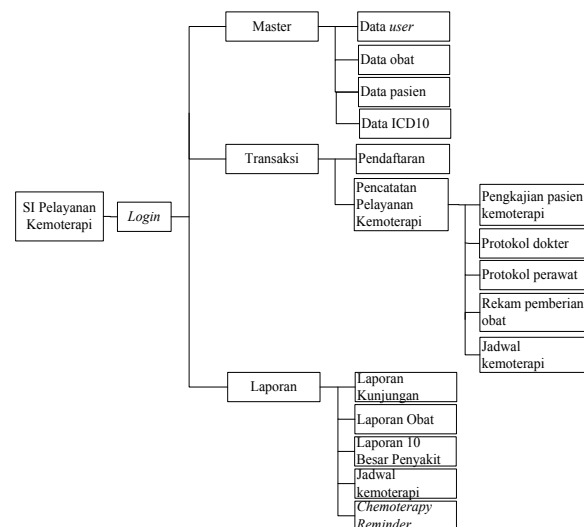 SI Pelayanan
Kemoterapi
Login
Master
Data user
Data obat
Data pasien
Data ICD10
Transaksi
Pendaftaran
Pencatatan
Pelayanan
Kemoterapi
Pengkajian pasien
kemoterapi
Protokol dokter
Protokol perawat
Rekam pemberian
obat
Jadwal
kemoterapi
Laporan
Laporan
Kunjungan
Laporan Obat
Laporan 10
Besar Penyakit
Jadwal
kemoterapi
Chemoterapy
Reminder